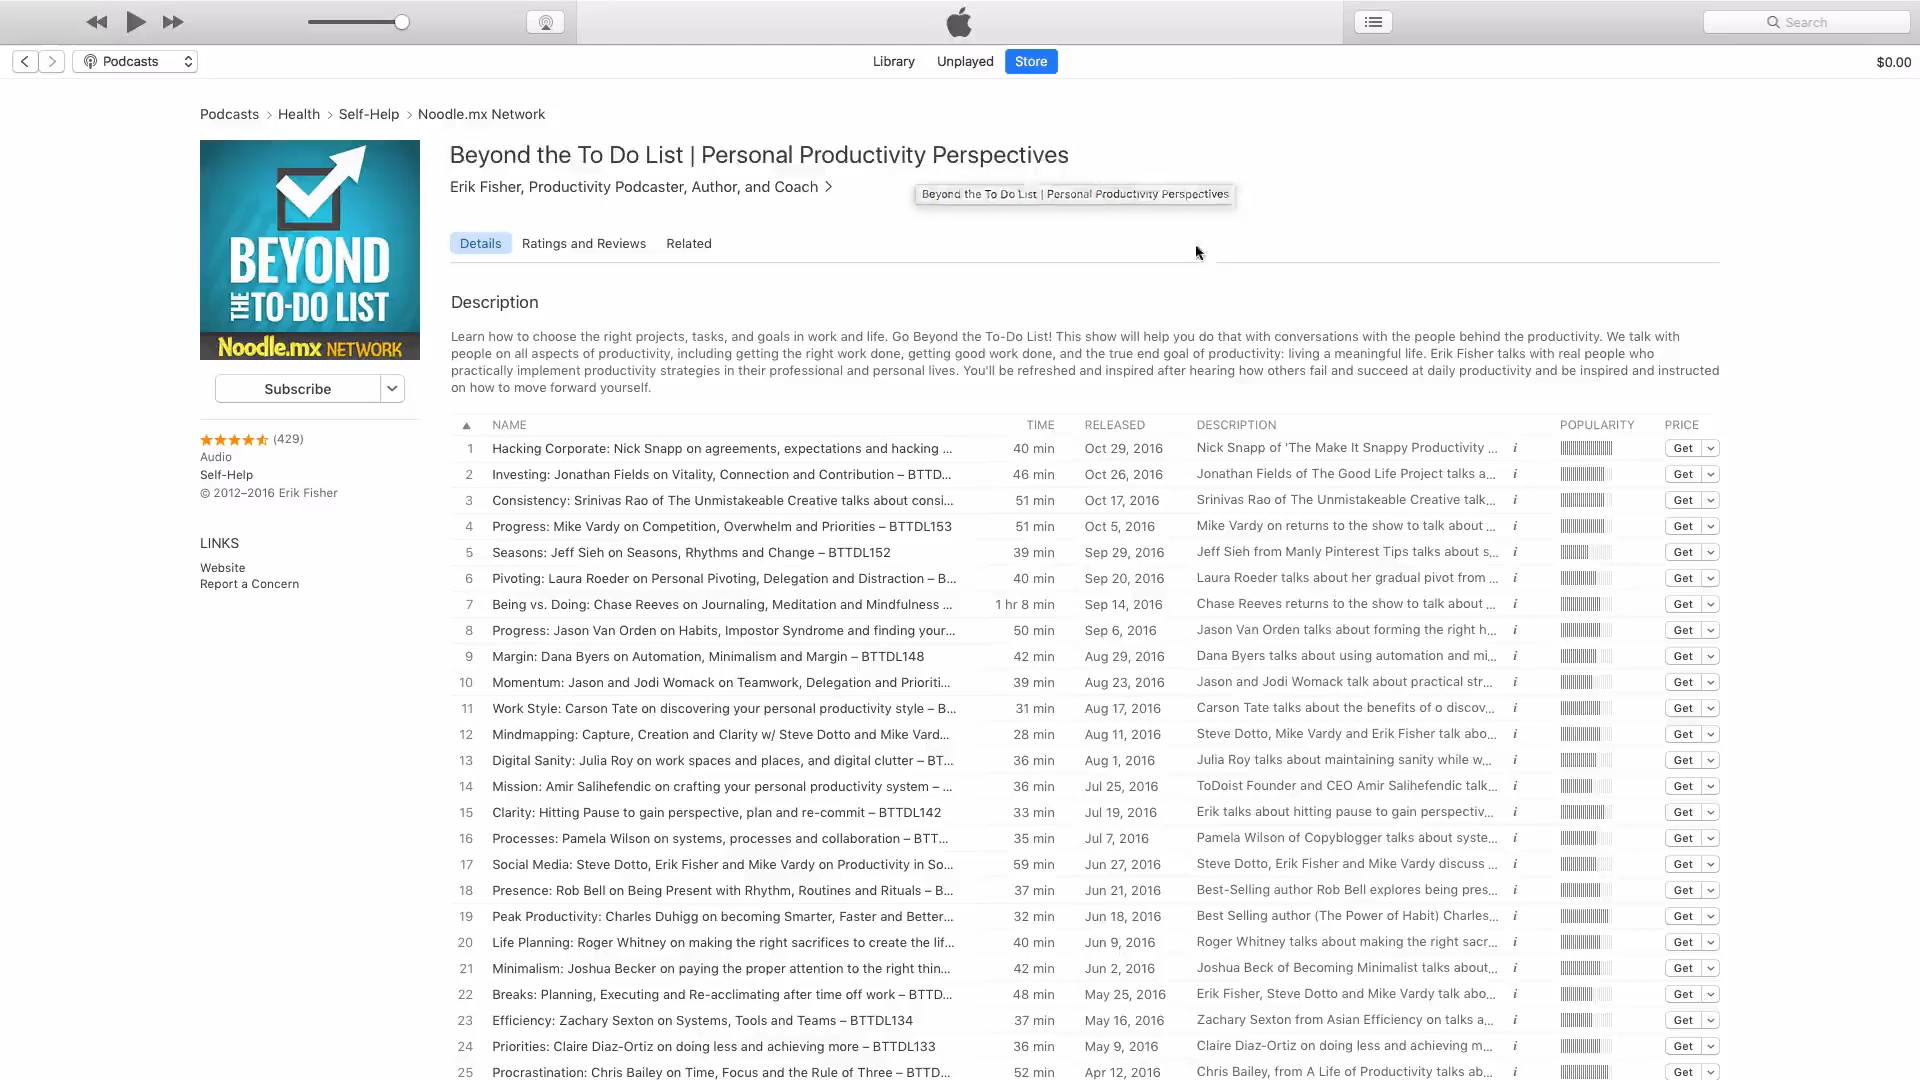 Search
Podcasts
Library
Unplayed
Store
$0.00
Podcasts > Health > Self-Help > Noodle.mx Network
BEYOND
THE TO-DO LIST
Noodle.mx NETWORK
Subscribe
(429)
Audio
Self-Help
© 2012–2016 Erik Fisher
LINKS
Website
Report a Concern
Beyond the To Do List | Personal Productivity Perspectives
Erik Fisher, Productivity Podcaster, Author, and Coach >
Beyond the To Do List | Personal Productivity Perspectives
Details Ratings and Reviews Related
Description
Learn how to choose the right projects, tasks, and goals in work and life. Go Beyond the To-Do List! This show will help you do that with conversations with the people behind the productivity. We talk with
people on all aspects of productivity, including getting the right work done, getting good work done, and the true end goal of productivity: living a meaningful life. Erik Fisher talks with real people who
practically implement productivity strategies in their professional and personal lives. You'll be refreshed and inspired after hearing how others fail and succeed at daily productivity and be inspired and instructed
on how to move forward yourself.
▲ NAME TIME RELEASED DESCRIPTION POPULARITY PRICE
1 Hacking Corporate: Nick Snapp on agreements, expectations and hacking ... 40 min Oct 29, 2016 Nick Snapp of 'The Make It Snappy Productivity ... i Get
2 Investing: Jonathan Fields on Vitality, Connection and Contribution – BTTD... 46 min Oct 26, 2016 Jonathan Fields of The Good Life Project talks a... i Get
3 Consistency: Srinivas Rao of The Unmistakeable Creative talks about consi... 51 min Oct 17, 2016 Srinivas Rao of The Unmistakeable Creative talk... i Get
4 Progress: Mike Vardy on Competition, Overwhelm and Priorities – BTTDL153 51 min Oct 5, 2016 Mike Vardy on returns to the show to talk about ... i Get
5 Seasons: Jeff Sieh on Seasons, Rhythms and Change – BTTDL152 39 min Sep 29, 2016 Jeff Sieh from Manly Pinterest Tips talks about s... i Get
6 Pivoting: Laura Roeder on Personal Pivoting, Delegation and Distraction – B... 40 min Sep 20, 2016 Laura Roeder talks about her gradual pivot from ... i Get
7 Being vs. Doing: Chase Reeves on Journaling, Meditation and Mindfulness ... 1 hr 8 min Sep 14, 2016 Chase Reeves returns to the show to talk about ... i Get
8 Progress: Jason Van Orden on Habits, Impostor Syndrome and finding your... 50 min Sep 6, 2016 Jason Van Orden talks about forming the right h... i Get
9 Margin: Dana Byers on Automation, Minimalism and Margin – BTTDL148 42 min Aug 29, 2016 Dana Byers talks about using automation and mi... i Get
10 Momentum: Jason and Jodi Womack on Teamwork, Delegation and Prioriti... 39 min Aug 23, 2016 Jason and Jodi Womack talk about practical str... i Get
11 Work Style: Carson Tate on discovering your personal productivity style – B... 31 min Aug 17, 2016 Carson Tate talks about the benefits of o discov... i Get
12 Mindmapping: Capture, Creation and Clarity w/ Steve Dotto and Mike Vard... 28 min Aug 11, 2016 Steve Dotto, Mike Vardy and Erik Fisher talk abo... i Get
13 Digital Sanity: Julia Roy on work spaces and places, and digital clutter – BT... 36 min Aug 1, 2016 Julia Roy talks about maintaining sanity while w... i Get
14 Mission: Amir Salihefendic on crafting your personal productivity system – ... 36 min Jul 25, 2016 ToDoist Founder and CEO Amir Salihefendic talk... i Get
15 Clarity: Hitting Pause to gain perspective, plan and re-commit – BTTDL142 33 min Jul 19, 2016 Erik talks about hitting pause to gain perspectiv... i Get
16 Processes: Pamela Wilson on systems, processes and collaboration – BTT... 35 min Jul 7, 2016 Pamela Wilson of Copyblogger talks about syste... i Get
17 Social Media: Steve Dotto, Erik Fisher and Mike Vardy on Productivity in So... 59 min Jun 27, 2016 Steve Dotto, Erik Fisher and Mike Vardy discuss ... i Get
18 Presence: Rob Bell on Being Present with Rhythm, Routines and Rituals – B... 37 min Jun 21, 2016 Best-Selling author Rob Bell explores being pres... i Get
19 Peak Productivity: Charles Duhigg on becoming Smarter, Faster and Better... 32 min Jun 18, 2016 Best Selling author (The Power of Habit) Charles... i Get
20 Life Planning: Roger Whitney on making the right sacrifices to create the lif... 40 min Jun 9, 2016 Roger Whitney talks about making the right sacr... i Get
21 Minimalism: Joshua Becker on paying the proper attention to the right thin... 42 min Jun 2, 2016 Joshua Beck of Becoming Minimalist talks about... i Get
22 Breaks: Planning, Executing and Re-acclimating after time off work – BTTD... 48 min May 25, 2016 Erik Fisher, Steve Dotto and Mike Vardy talk abo... i Get
23 Efficiency: Zachary Sexton on Systems, Tools and Teams – BTTDL134 37 min May 16, 2016 Zachary Sexton from Asian Efficiency on talks a... i Get
24 Priorities: Claire Diaz-Ortiz on doing less and achieving more – BTTDL133 36 min May 9, 2016 Claire Diaz-Ortiz on doing less and achieving m... i Get
25 Procrastination: Chris Bailey on Time, Focus and the Rule of Three – BTTD... 52 min Apr 12, 2016 Chris Bailey, from A Life of Productivity talks ab... i Get